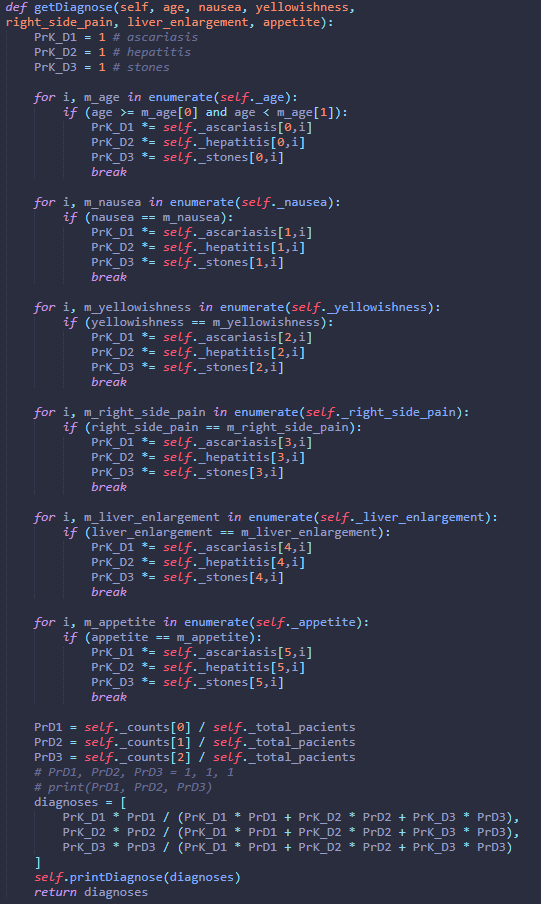 def getDiagnose(self, age, nausea, yellowishness,
right_side_pain, liver_enlargement, appetite):
    PrK_D1 = 1 # ascariasis
    PrK_D2 = 1 # hepatitis
    PrK_D3 = 1 # stones

    for i, m_age in enumerate(self._age):
        if (age >= m_age[0] and age < m_age[1]):
            PrK_D1 *= self._ascariasis[0,i]
            PrK_D2 *= self._hepatitis[0,i]
            PrK_D3 *= self._stones[0,i]
            break

    for i, m_nausea in enumerate(self._nausea):
        if (nausea == m_nausea):
            PrK_D1 *= self._ascariasis[1,i]
            PrK_D2 *= self._hepatitis[1,i]
            PrK_D3 *= self._stones[1,i]
            break

    for i, m_yellowishness in enumerate(self._yellowishness):
        if (yellowishness == m_yellowishness):
            PrK_D1 *= self._ascariasis[2,i]
            PrK_D2 *= self._hepatitis[2,i]
            PrK_D3 *= self._stones[2,i]
            break

    for i, m_right_side_pain in enumerate(self._right_side_pain):
        if (right_side_pain == m_right_side_pain):
            PrK_D1 *= self._ascariasis[3,i]
            PrK_D2 *= self._hepatitis[3,i]
            PrK_D3 *= self._stones[3,i]
            break

    for i, m_liver_enlargement in enumerate(self._liver_enlargement):
        if (liver_enlargement == m_liver_enlargement):
            PrK_D1 *= self._ascariasis[4,i]
            PrK_D2 *= self._hepatitis[4,i]
            PrK_D3 *= self._stones[4,i]
            break

    for i, m_appetite in enumerate(self._appetite):
        if (appetite == m_appetite):
            PrK_D1 *= self._ascariasis[5,i]
            PrK_D2 *= self._hepatitis[5,i]
            PrK_D3 *= self._stones[5,i]
            break

    PrD1 = self._counts[0] / self._total_pacients
    PrD2 = self._counts[1] / self._total_pacients
    PrD3 = self._counts[2] / self._total_pacients
    # PrD1, PrD2, PrD3 = 1, 1, 1
    # print(PrD1, PrD2, PrD3)
    diagnoses = [
        PrK_D1 * PrD1 / (PrK_D1 * PrD1 + PrK_D2 * PrD2 + PrK_D3 * PrD3),
        PrK_D2 * PrD2 / (PrK_D1 * PrD1 + PrK_D2 * PrD2 + PrK_D3 * PrD3),
        PrK_D3 * PrD3 / (PrK_D1 * PrD1 + PrK_D2 * PrD2 + PrK_D3 * PrD3)
    ]
    self.printDiagnose(diagnoses)
    return diagnoses